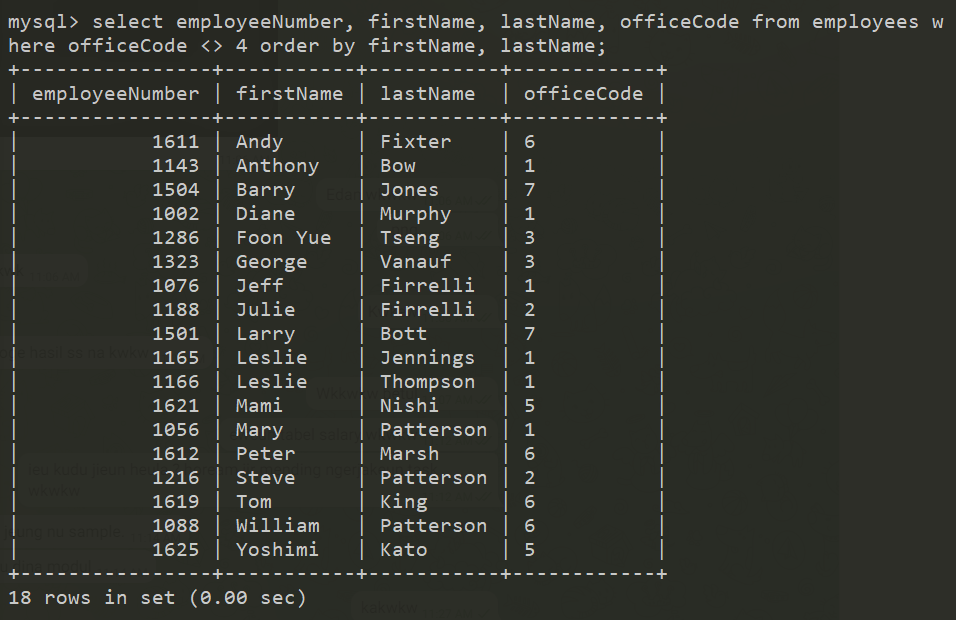 mysql> select employeeNumber, firstName, lastName, officeCode from employees w
here officeCode <> 4 order by firstName, lastName;
+----------------+-----------+-----------+------------+
| employeeNumber | firstName | lastName  | officeCode |
+----------------+-----------+-----------+------------+
|           1611 | Andy      | Fixter    | 6          |
|           1143 | Anthony   | Bow       | 1          |
|           1504 | Barry     | Jones     | 7          |
|           1002 | Diane     | Murphy    | 1          |
|           1286 | Foon Yue  | Tseng     | 3          |
|           1323 | George    | Vanauf    | 3          |
|           1076 | Jeff      | Firrelli  | 1          |
|           1188 | Julie     | Firrelli  | 2          |
|           1501 | Larry     | Bott      | 7          |
|           1165 | Leslie    | Jennings  | 1          |
|           1166 | Leslie    | Thompson  | 1          |
|           1621 | Mami      | Nishi     | 5          |
|           1056 | Mary      | Patterson | 1          |
|           1612 | Peter     | Marsh     | 6          |
|           1216 | Steve     | Patterson | 2          |
|           1619 | Tom       | King      | 6          |
|           1088 | William   | Patterson | 6          |
|           1625 | Yoshimi   | Kato      | 5          |
+----------------+-----------+-----------+------------+
18 rows in set (0.00 sec)